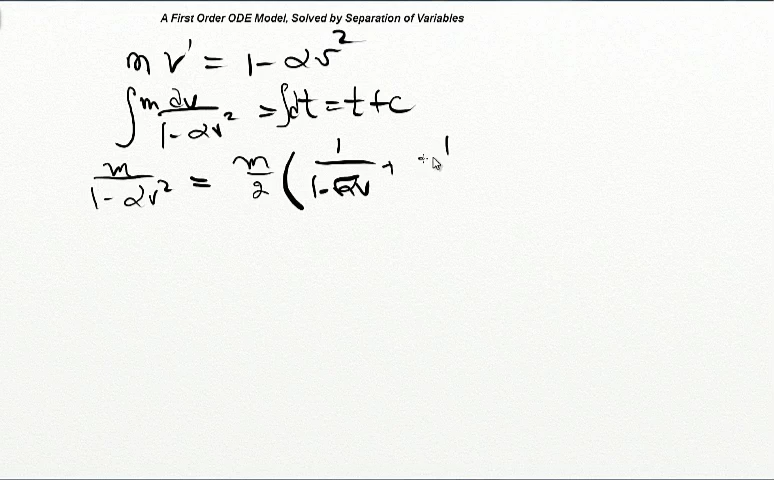 A First Order ODE Model, Solved by Separation of Variables
m v' = 1 - αv²
∫ m dv / (1 - αv²) = ∫dt = t + c
m / (1 - αv²) = m/2 ( 1 / (1 - √αv) + 1